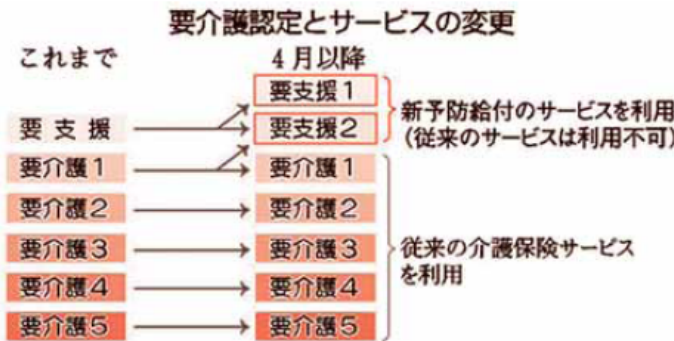 要介護認定とサービスの変更
これまで
4月以降
要支援1
要支援
要支援2
新予防給付のサービスを利用
(従来のサービスは利用不可)
要介護1
要介護1
要介護2
要介護2
要介護3
要介護3
従来の介護保険サービス
を利用
要介護4
要介護4
要介護5
要介護5